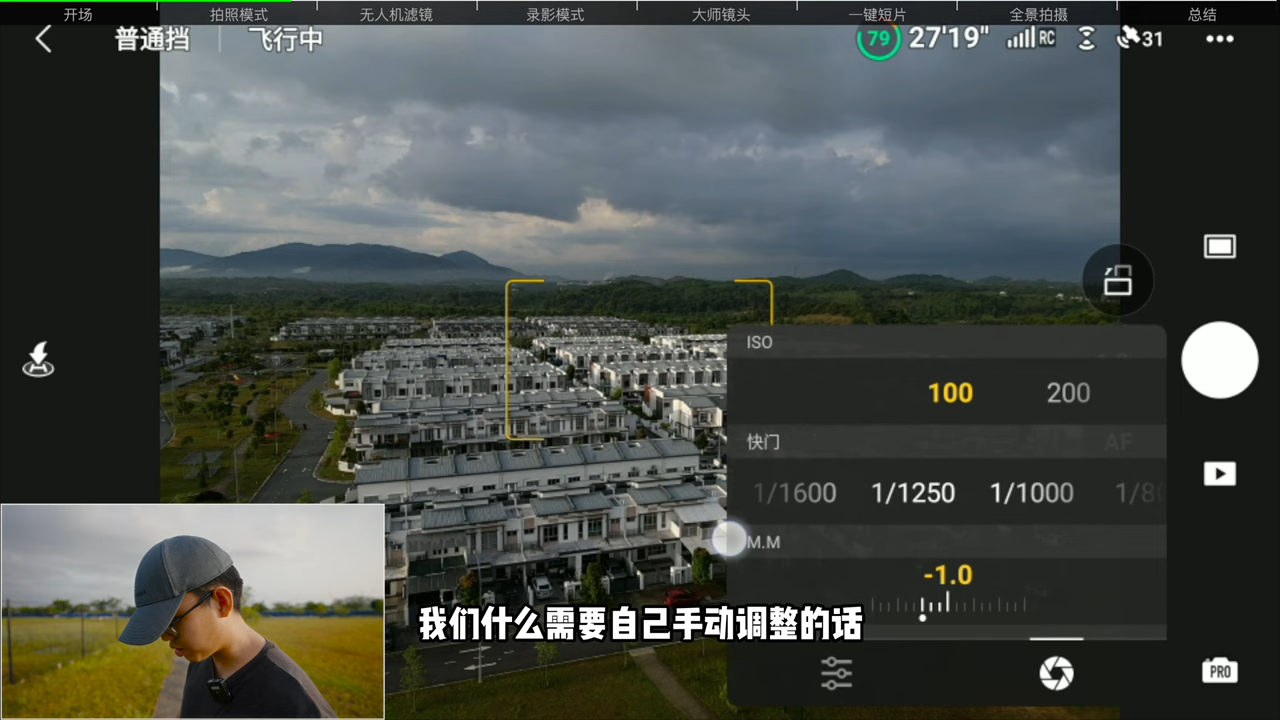 开场 拍照模式 无人机滤镜 录影模式 大师镜头 一键短片 全景拍摄 总结
普通挡 飞行中 79 27'19" RC 31
ISO
100 200
快门
AF
1/1600 1/1250 1/1000
M.M
-1.0
我们什么需要自己手动调整的话
PRO